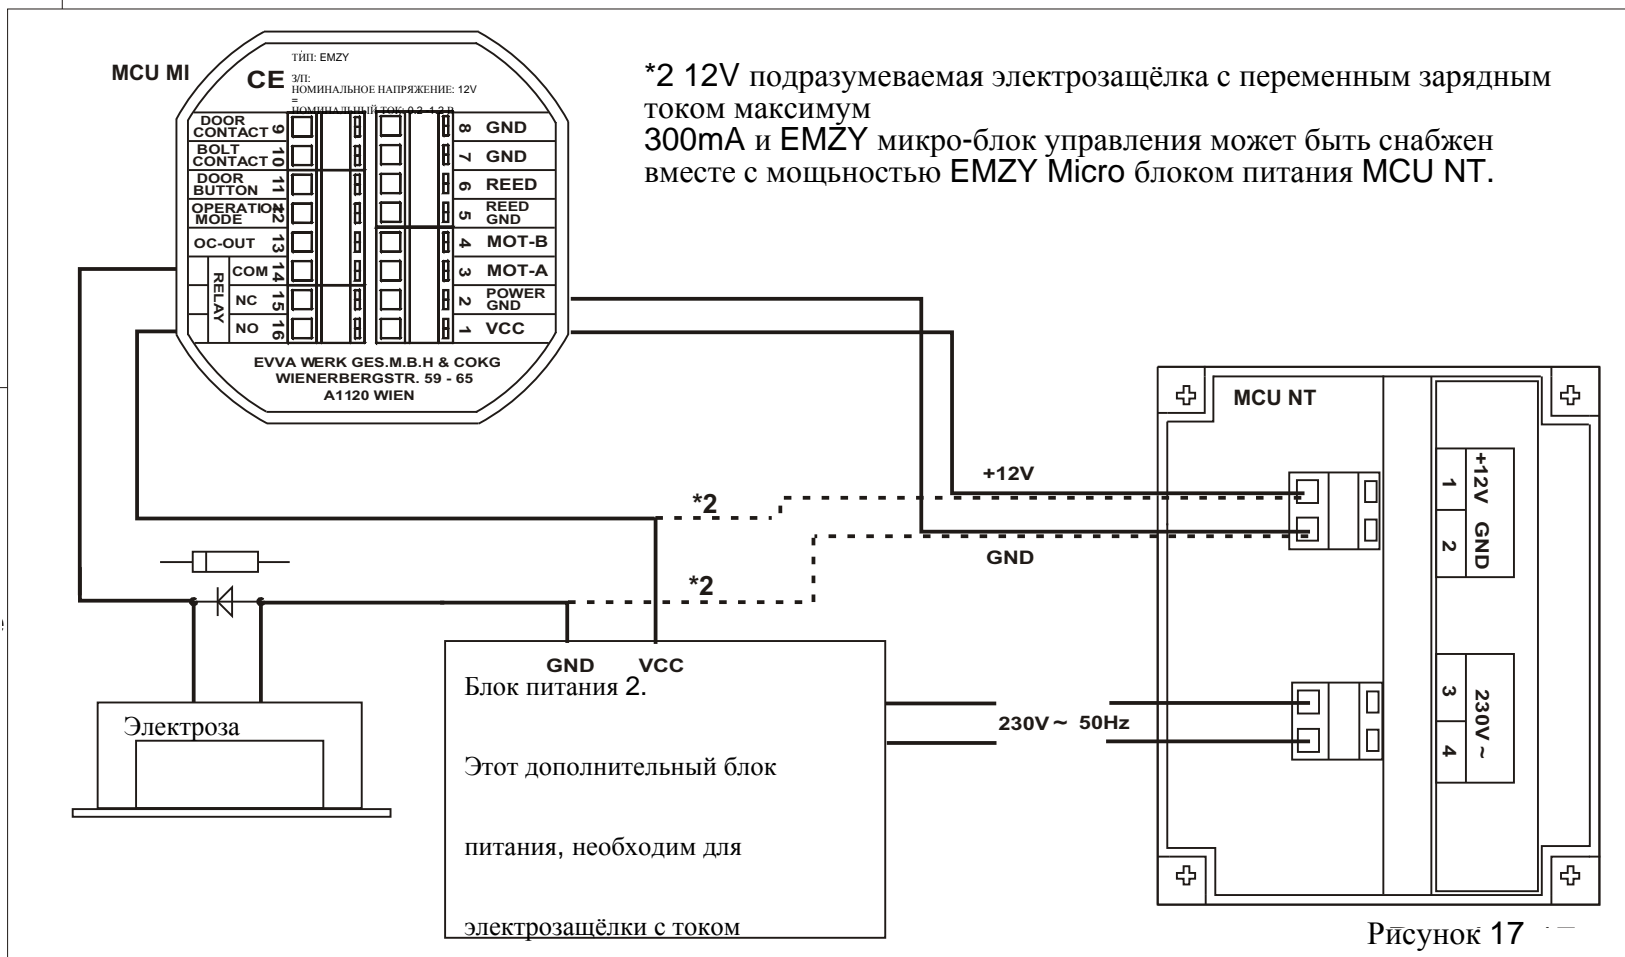 MCU MI
CE
ТИП: EMZY
З/П:
НОМИНАЛЬНОЕ НАПРЯЖЕНИЕ: 12V
=
НОМИНАЛЬНЫЙ ТОК: 0.2
*2 12V подразумеваемая электрозащёлка с переменным зарядным
током максимум
300mA и EMZY микро-блок управления может быть снабжен
вместе с мощьностью EMZY Micro блоком питания MCU NT.
DOOR
CONTACT 9
BOLT
CONTACT 10
DOOR
BUTTON 11
OPERATION
MODE 12
OC-OUT 13
RELAY
COM 14
NC 15
NO 16
8 GND
7 GND
6 REED
5 REED
GND
4 MOT-B
3 MOT-A
2 POWER
GND
1 VCC
EVVA WERK GES.M.B.H & COKG
WIENERBERGSTR. 59 - 65
A1120 WIEN
MCU NT
+12V
*2
GND
*2
1 +12V
2 GND
3 230V ~
4
GND VCC
Блок питания 2.
230V ~ 50Hz
Электроза
Этот дополнительный блок
питания, необходим для
электрозащёлки с током
Рисунок 17